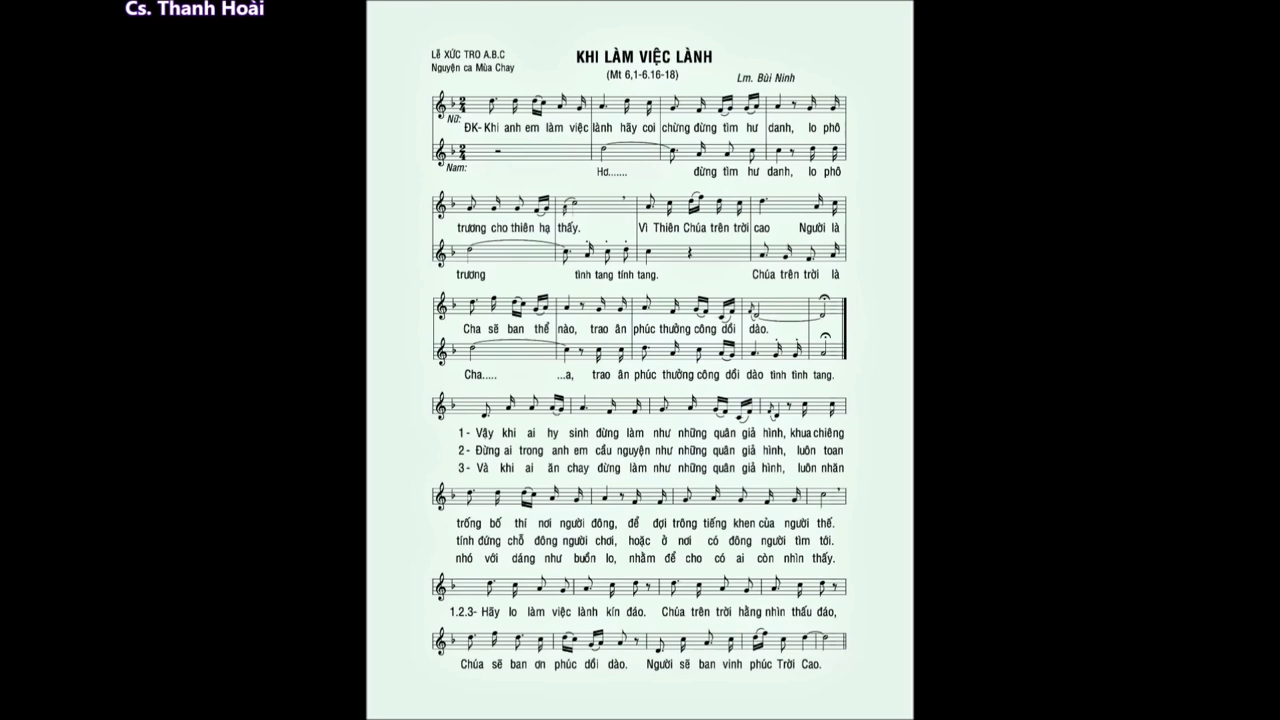 Cs. Thanh Hoài
Lễ XỨC TRO A.B.C
Nguyện ca Mùa Chay
KHI LÀM VIỆC LÀNH
(Mt 6,1-6.16-18)
Lm. Bùi Ninh
Nữ:
ĐK- Khi anh em làm việc lành hãy coi chừng đừng tìm hư danh, lo phô
Nam:
Hơ....... đừng tìm hư danh, lo phô
trương cho thiên hạ thấy. Vì Thiên Chúa trên trời cao Người là
trương tình tang tính tang. Chúa trên trời là
Cha sẽ ban thể nào, trao ân phúc thưởng công dồi dào.
Cha..... ...a, trao ân phúc thưởng công dồi dào tình tình tang.
1- Vậy khi ai hy sinh đừng làm như những quân giả hình, khua chiêng
2- Đừng ai trong anh em cầu nguyện như những quân giả hình, luôn toan
3- Và khi ai ăn chay đừng làm như những quân giả hình, luôn nhăn
trống bố thí nơi người đông, để đợi trông tiếng khen của người thế.
tính đứng chỗ đông người chơi, hoặc ở nơi có đông người tìm tới.
nhó với dáng như buồn lo, nhằm để cho có ai còn nhìn thấy.
1.2.3- Hãy lo làm việc lành kín đáo. Chúa trên trời hằng nhìn thấu đáo,
Chúa sẽ ban ơn phúc dồi dào. Người sẽ ban vinh phúc Trời Cao.